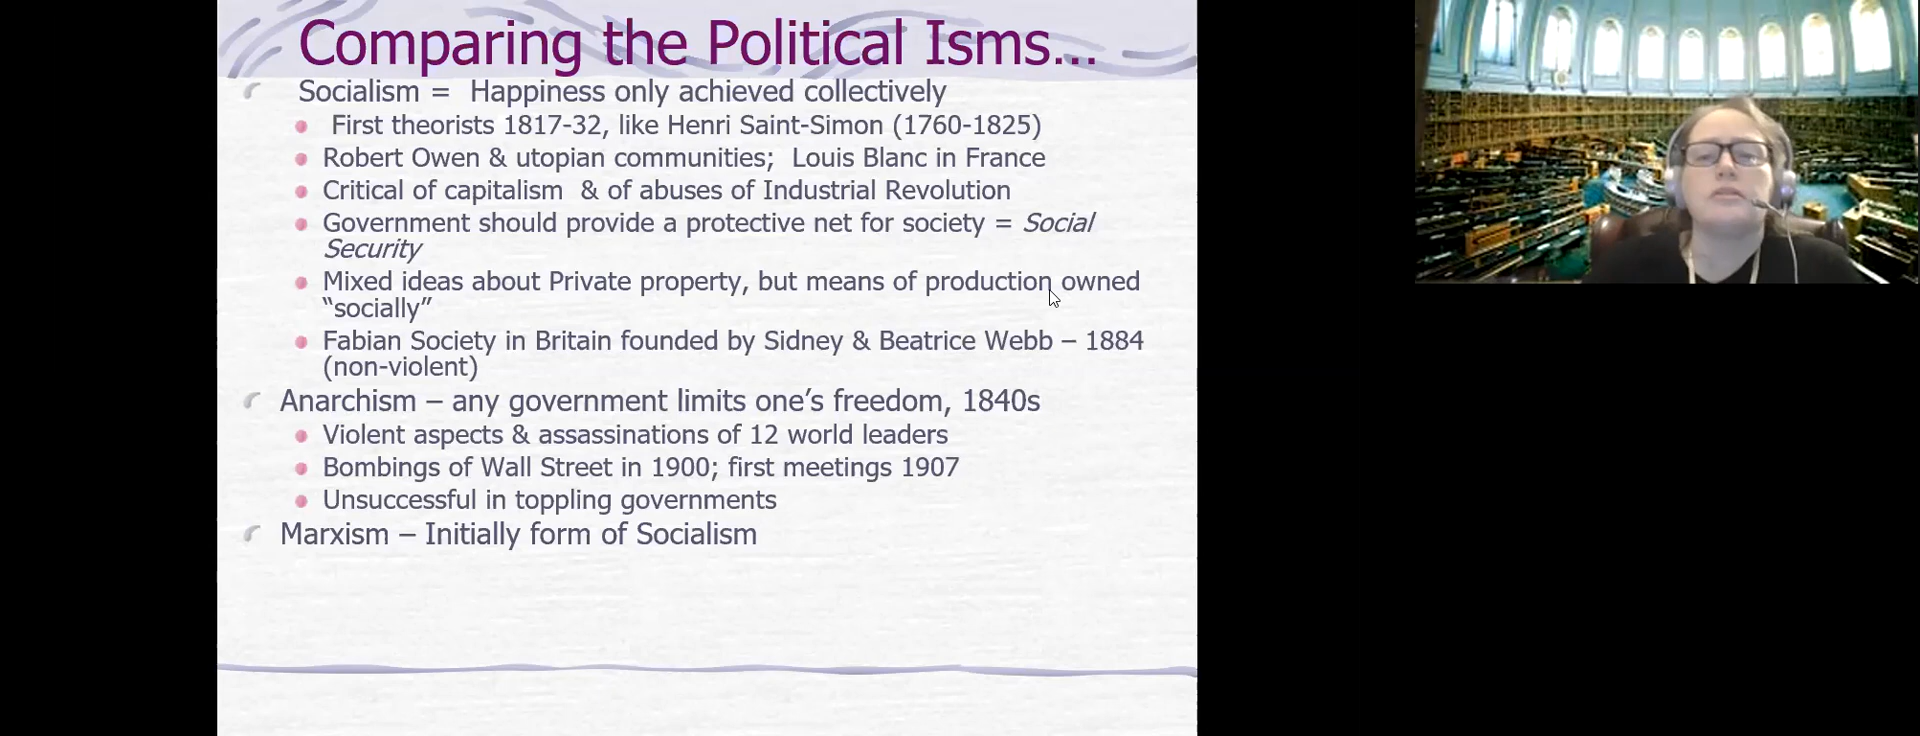 Comparing the Political Isms…
Socialism = Happiness only achieved collectively
First theorists 1817-32, like Henri Saint-Simon (1760-1825)
Robert Owen & utopian communities; Louis Blanc in France
Critical of capitalism & of abuses of Industrial Revolution
Government should provide a protective net for society = Social
Security
Mixed ideas about Private property, but means of production owned
“socially”
Fabian Society in Britain founded by Sidney & Beatrice Webb – 1884
(non-violent)
Anarchism – any government limits one’s freedom, 1840s
Violent aspects & assassinations of 12 world leaders
Bombings of Wall Street in 1900; first meetings 1907
Unsuccessful in toppling governments
Marxism – Initially form of Socialism